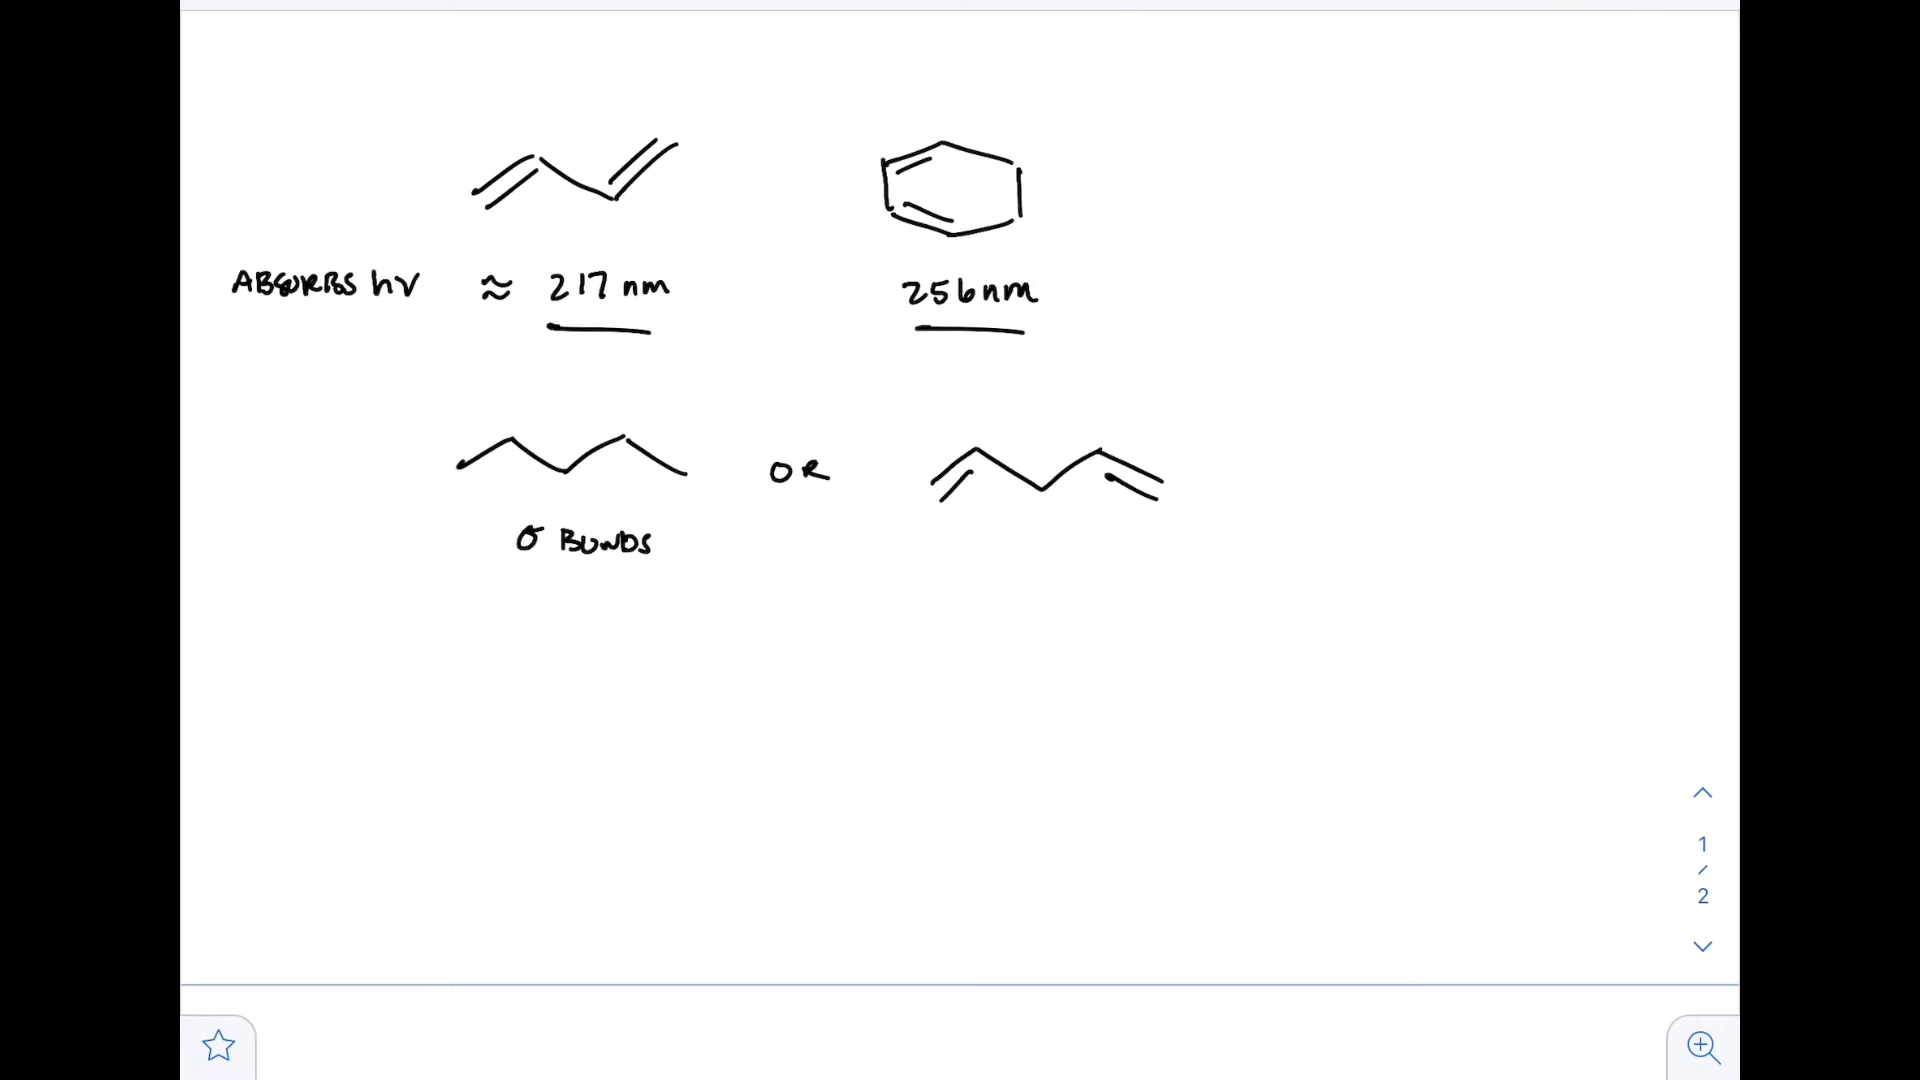 ABSORBS hν ≈ 217 nm 256nm
OR
σ BONDS
1
/
2